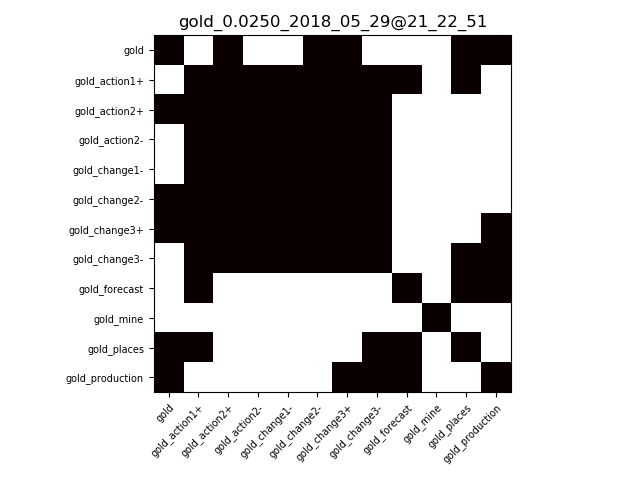 gold_0.0250_2018_05_29@21_22_51
gold
gold_action1+
gold_action2+
gold_action2-
gold_change1-
gold_change2-
gold_change3+
gold_change3-
gold_forecast
gold_mine
gold_places
gold_production
gold
gold_action1+
gold_action2+
gold_action2-
gold_change1-
gold_change2-
gold_change3+
gold_change3-
gold_forecast
gold_mine
gold_places
gold_production